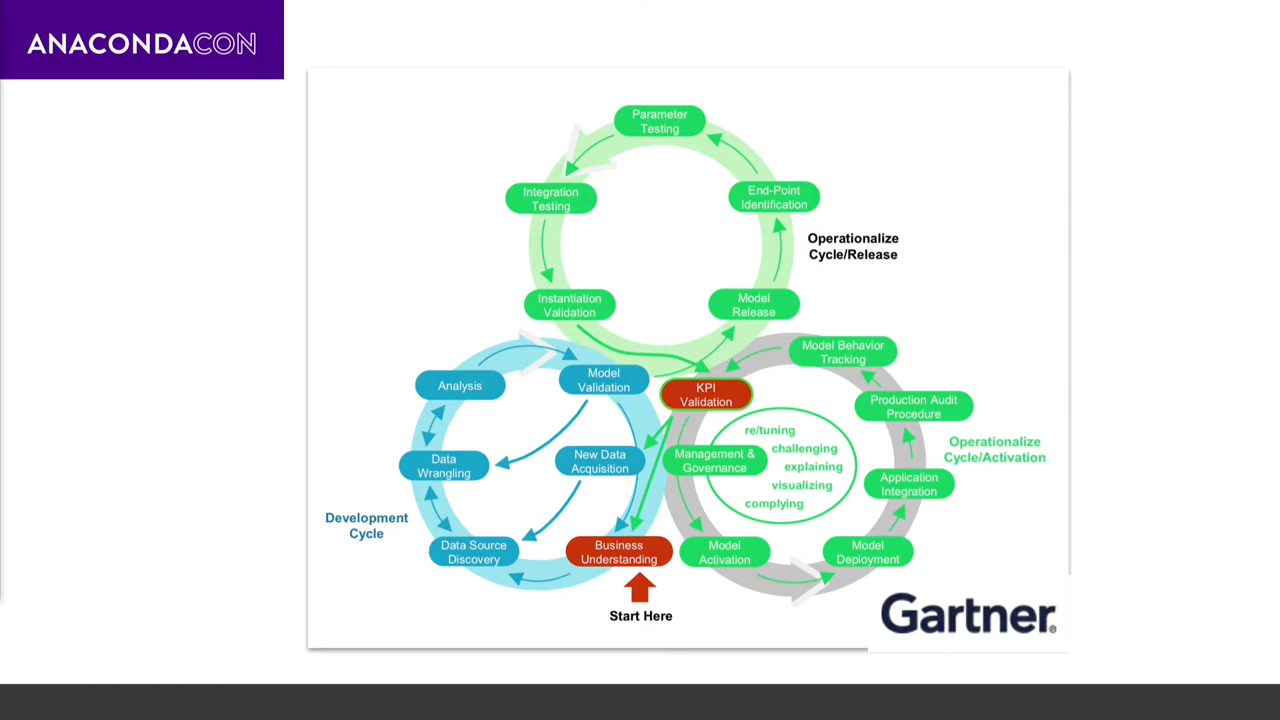 ANACONDACON
Parameter
Testing
Integration
Testing
End-Point
Identification
Operationalize
Cycle/Release
Instantiation
Validation
Model
Release
Model Behavior
Tracking
Analysis
Model
Validation
KPI
Validation
Production Audit
Procedure
re/tuning
challenging
explaining
visualizing
complying
Operationalize
Cycle/Activation
Data
Wrangling
New Data
Acquisition
Management &
Governance
Application
Integration
Development
Cycle
Data Source
Discovery
Business
Understanding
Model
Activation
Model
Deployment
Start Here
Gartner®